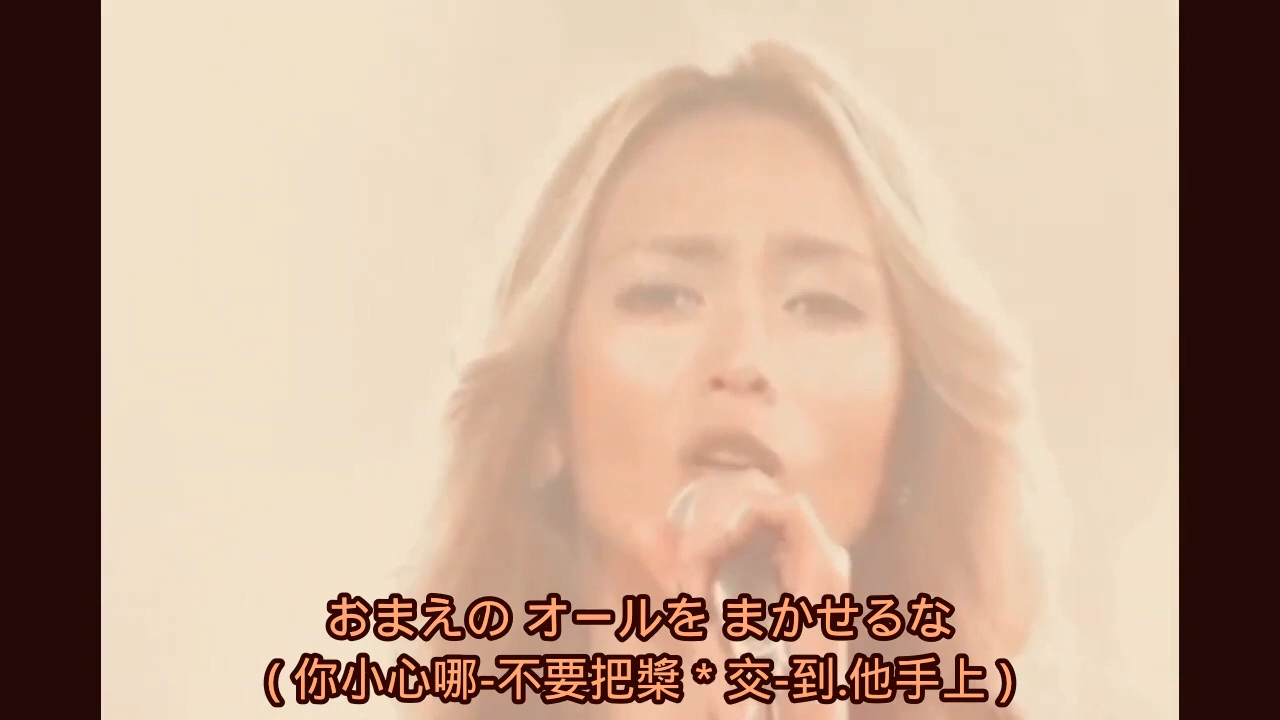 おまえの オールを まかせるな
( 你小心哪-不要把槳 * 交-到.他手上 )